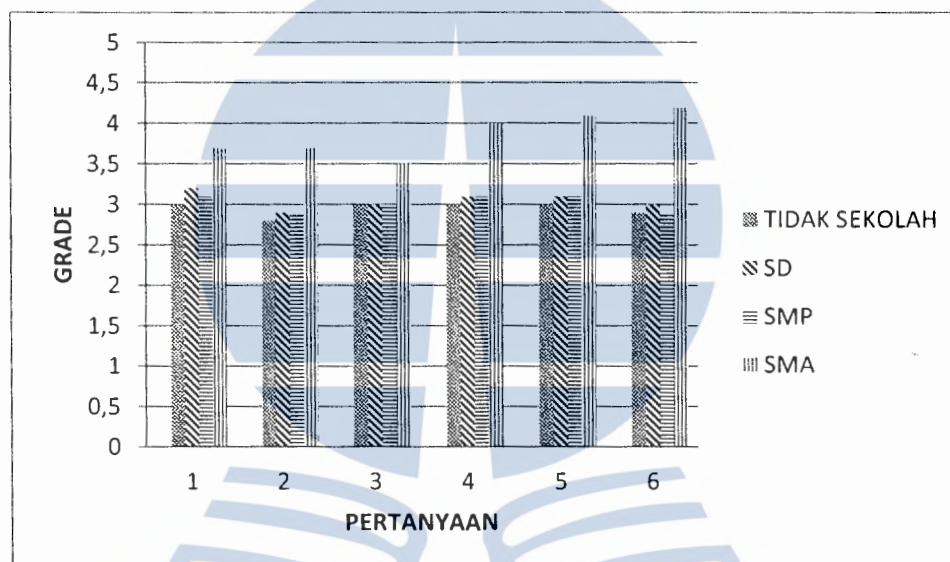 5
4,5
4
3,5
3
2,5
2
1,5
1
0,5
0
GRADE
1 2 3 4 5 6
PERTANYAAN
TIDAK SEKOLAH
SD
SMP
SMA